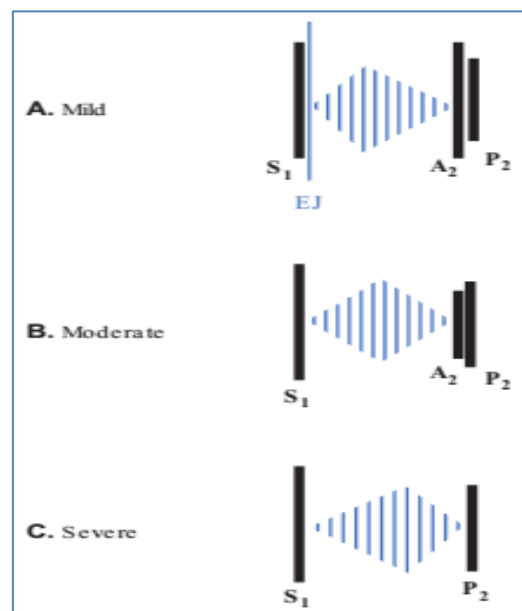 A. Mild
S₁ A₂ P₂
EJ
B. Moderate
S₁ A₂ P₂
C. Severe
S₁ P₂